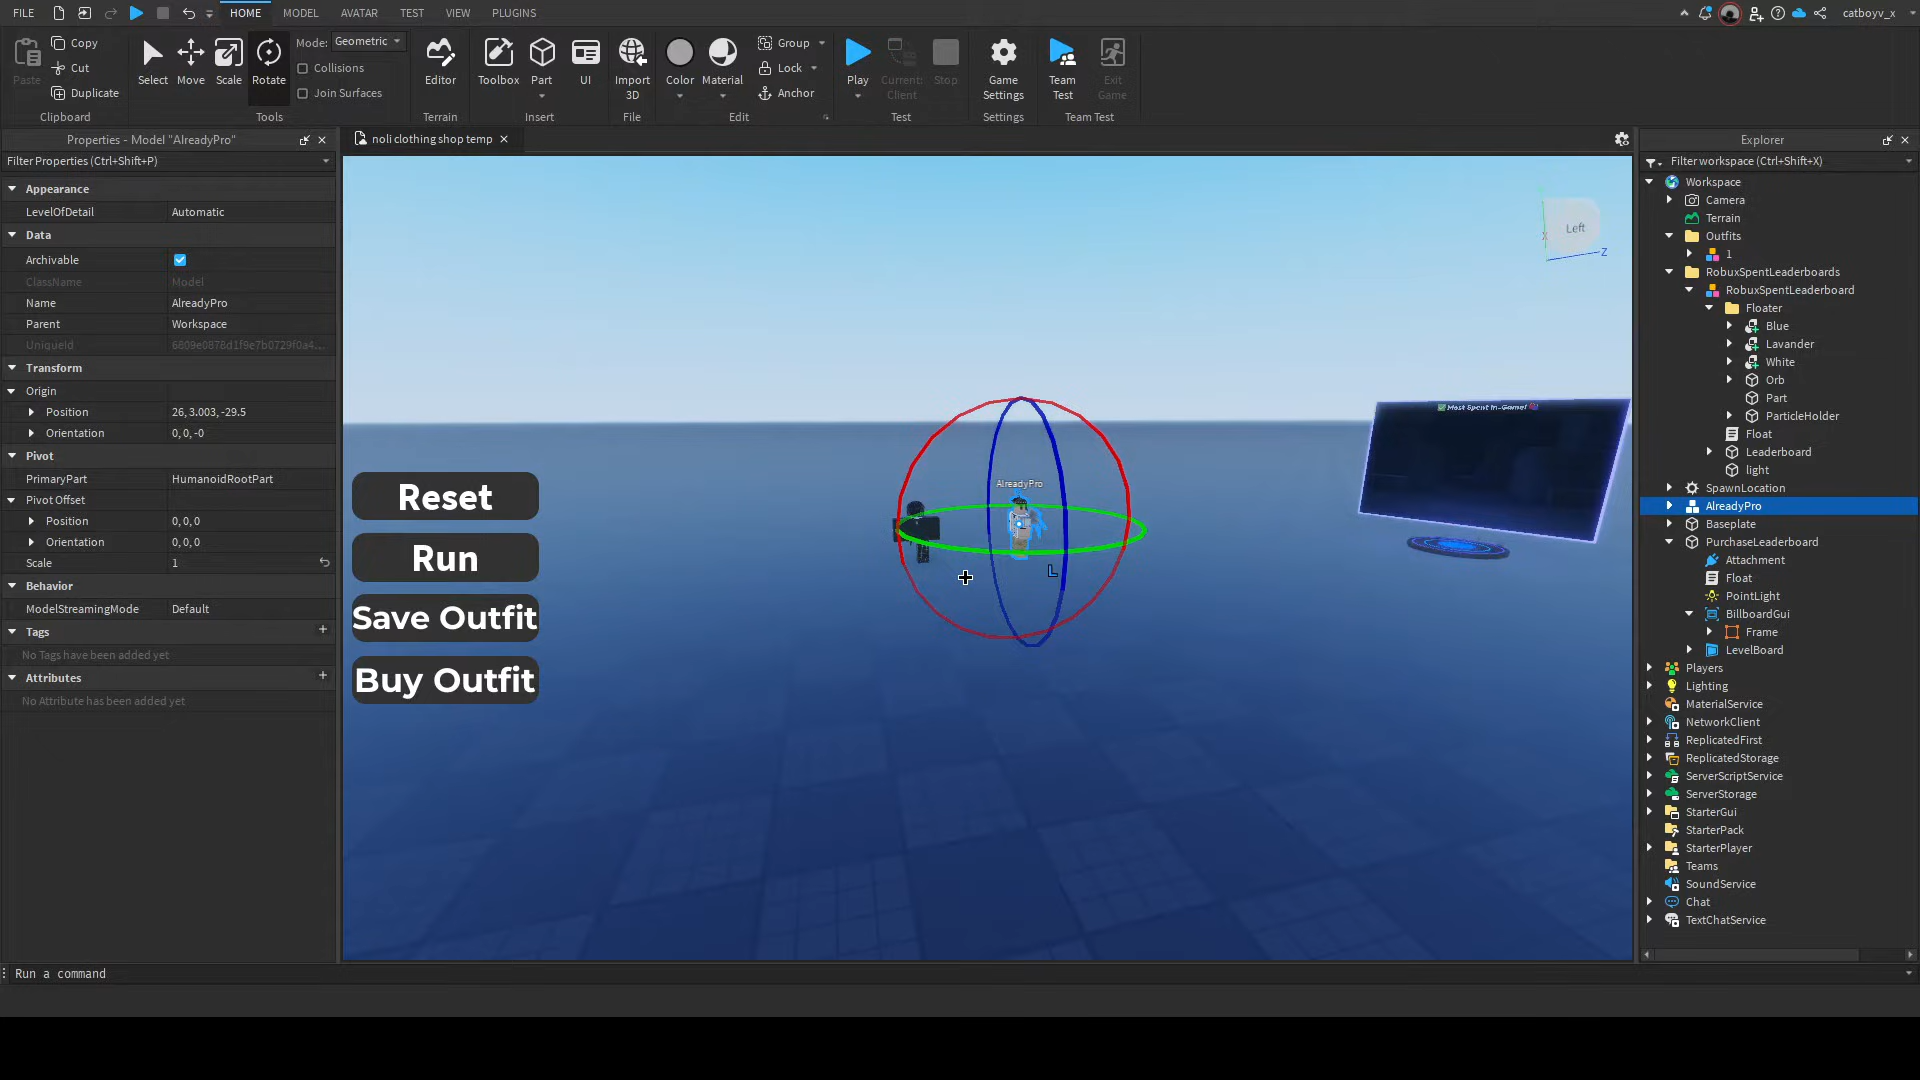 FILE HOME MODEL AVATAR TEST VIEW PLUGINS catboyv_x
Paste Copy Cut Duplicate Clipboard
Select Move Scale Rotate Mode: Geometric Collisions Join Surfaces Tools
Editor Terrain
Toolbox Part UI Insert
Import 3D File
Color Material Group Lock Anchor Edit
Play Current: Client Stop Test
Game Settings Settings
Team Test Exit Game Team Test
Properties - Model "AlreadyPro"
Filter Properties (Ctrl+Shift+P)
Appearance
LevelOfDetail Automatic
Data
Archivable
ClassName Model
Name AlreadyPro
Parent Workspace
UniqueId 6809e0878d1f9e7b0729f0a4...
Transform
Origin
Position 26, 3.003, -29.5
Orientation 0, 0, -0
Pivot
PrimaryPart HumanoidRootPart
Pivot Offset
Position 0, 0, 0
Orientation 0, 0, 0
Scale 1
Behavior
ModelStreamingMode Default
Tags
No Tags have been added yet
Attributes
No Attribute has been added yet
noli clothing shop temp
Left
X
Z
Most Spent In-Game!
AlreadyPro
L
Reset
Run
Save Outfit
Buy Outfit
Explorer
Filter workspace (Ctrl+Shift+X)
Workspace
Camera
Terrain
Outfits
1
RobuxSpentLeaderboards
RobuxSpentLeaderboard
Floater
Blue
Lavander
White
Orb
Part
ParticleHolder
Float
Leaderboard
light
SpawnLocation
AlreadyPro
Baseplate
PurchaseLeaderboard
Attachment
Float
PointLight
BillboardGui
Frame
LevelBoard
Players
Lighting
MaterialService
NetworkClient
ReplicatedFirst
ReplicatedStorage
ServerScriptService
ServerStorage
StarterGui
StarterPack
StarterPlayer
Teams
SoundService
Chat
TextChatService
Run a command